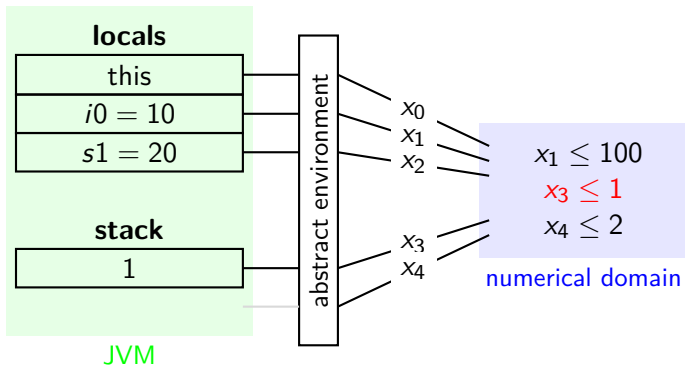 locals
this
i0 = 10
s1 = 20
stack
1
JVM
abstract environment
x₀
x₁
x₂
x₃
x₄
x₁ ≤ 100
x₃ ≤ 1
x₄ ≤ 2
numerical domain